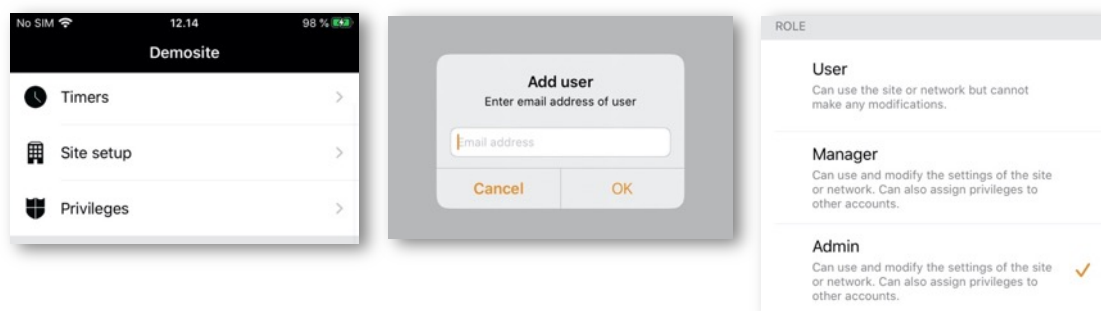 No SIM 12.14 98 %
Demosite
Timers
Site setup
Privileges
Add user
Enter email address of user
Email address
Cancel OK
ROLE
User
Can use the site or network but cannot
make any modifications.
Manager
Can use and modify the settings of the site
or network. Can also assign privileges to
other accounts.
Admin
Can use and modify the settings of the site
or network. Can also assign privileges to
other accounts.